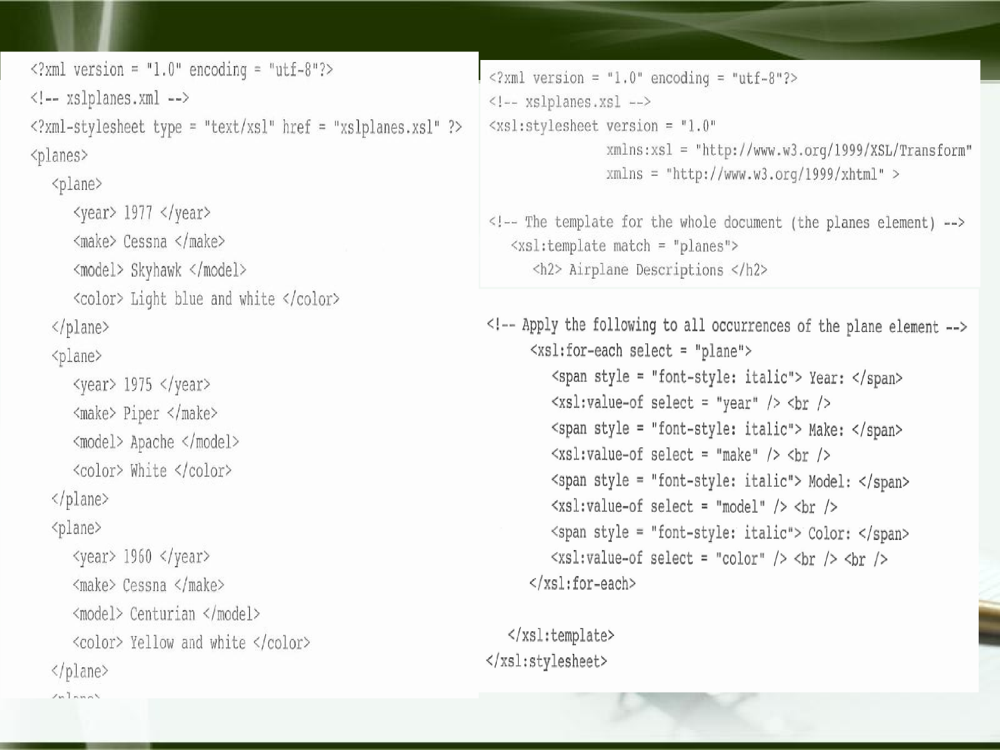 <?xml version = "1.0" encoding = "utf-8"?>
<!-- xslplanes.xml -->
<?xml-stylesheet type = "text/xsl" href = "xslplanes.xsl" ?>
<planes>
<plane>
<year> 1977 </year>
<make> Cessna </make>
<model> Skyhawk </model>
<color> Light blue and white </color>
</plane>
<plane>
<year> 1975 </year>
<make> Piper </make>
<model> Apache </model>
<color> White </color>
</plane>
<plane>
<year> 1960 </year>
<make> Cessna </make>
<model> Centurian </model>
<color> Yellow and white </color>
</plane>
<plane>
<?xml version = "1.0" encoding = "utf-8"?>
<!-- xslplanes.xsl -->
<xsl:stylesheet version = "1.0"
xmlns:xsl = "http://www.w3.org/1999/XSL/Transform"
xmlns = "http://www.w3.org/1999/xhtml" >
<!-- The template for the whole document (the planes element) -->
<xsl:template match = "planes">
<h2> Airplane Descriptions </h2>
<!-- Apply the following to all occurrences of the plane element -->
<xsl:for-each select = "plane">
<span style = "font-style: italic"> Year: </span>
<xsl:value-of select = "year" /> <br />
<span style = "font-style: italic"> Make: </span>
<xsl:value-of select = "make" /> <br />
<span style = "font-style: italic"> Model: </span>
<xsl:value-of select = "model" /> <br />
<span style = "font-style: italic"> Color: </span>
<xsl:value-of select = "color" /> <br /> <br />
</xsl:for-each>
</xsl:template>
</xsl:stylesheet>